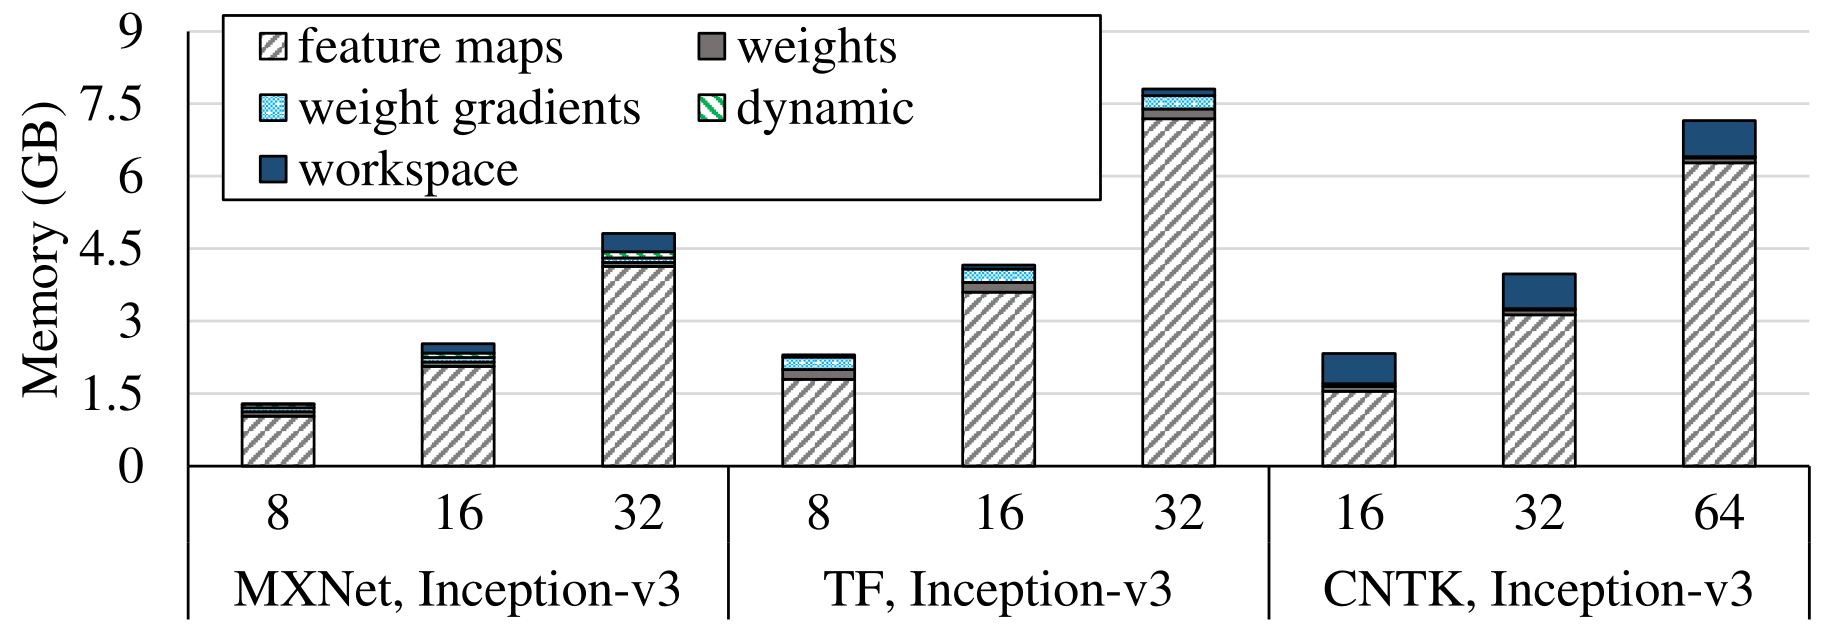 Memory (GB)
9
7.5
6
4.5
3
1.5
0
feature maps weights
weight gradients dynamic
workspace
8 16 32 8 16 32 16 32 64
MXNet, Inception-v3 TF, Inception-v3 CNTK, Inception-v3